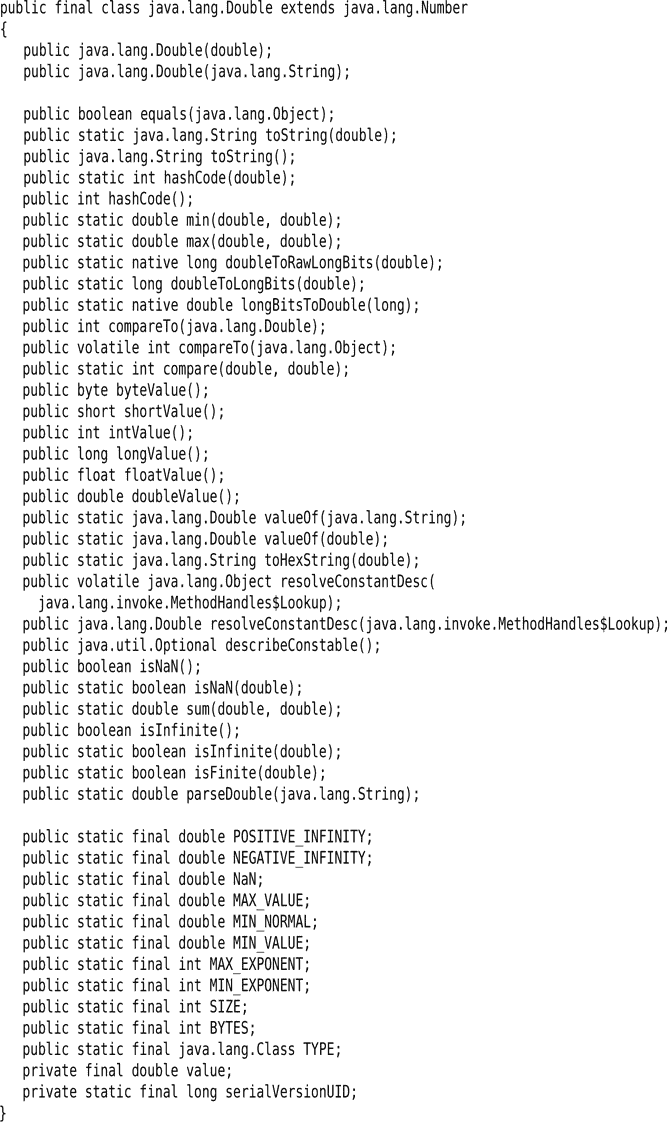 public final class java.lang.Double extends java.lang.Number
{
public java.lang.Double(double);
public java.lang.Double(java.lang.String);
public boolean equals(java.lang.Object);
public static java.lang.String toString(double);
public java.lang.String toString();
public static int hashCode(double);
public int hashCode();
public static double min(double, double);
public static double max(double, double);
public static native long doubleToRawLongBits(double);
public static long doubleToLongBits(double);
public static native double longBitsToDouble(long);
public int compareTo(java.lang.Double);
public volatile int compareTo(java.lang.Object);
public static int compare(double, double);
public byte byteValue();
public short shortValue();
public int intValue();
public long longValue();
public float floatValue();
public double doubleValue();
public static java.lang.Double valueOf(java.lang.String);
public static java.lang.Double valueOf(double);
public static java.lang.String toHexString(double);
public volatile java.lang.Object resolveConstantDesc(
java.lang.invoke.MethodHandles$Lookup);
public java.lang.Double resolveConstantDesc(java.lang.invoke.MethodHandles$Lookup);
public java.util.Optional describeConstable();
public boolean isNaN();
public static boolean isNaN(double);
public static double sum(double, double);
public boolean isInfinite();
public static boolean isInfinite(double);
public static boolean isFinite(double);
public static double parseDouble(java.lang.String);
public static final double POSITIVE_INFINITY;
public static final double NEGATIVE_INFINITY;
public static final double NaN;
public static final double MAX_VALUE;
public static final double MIN_NORMAL;
public static final double MIN_VALUE;
public static final int MAX_EXPONENT;
public static final int MIN_EXPONENT;
public static final int SIZE;
public static final int BYTES;
public static final java.lang.Class TYPE;
private final double value;
private static final long serialVersionUID;
}